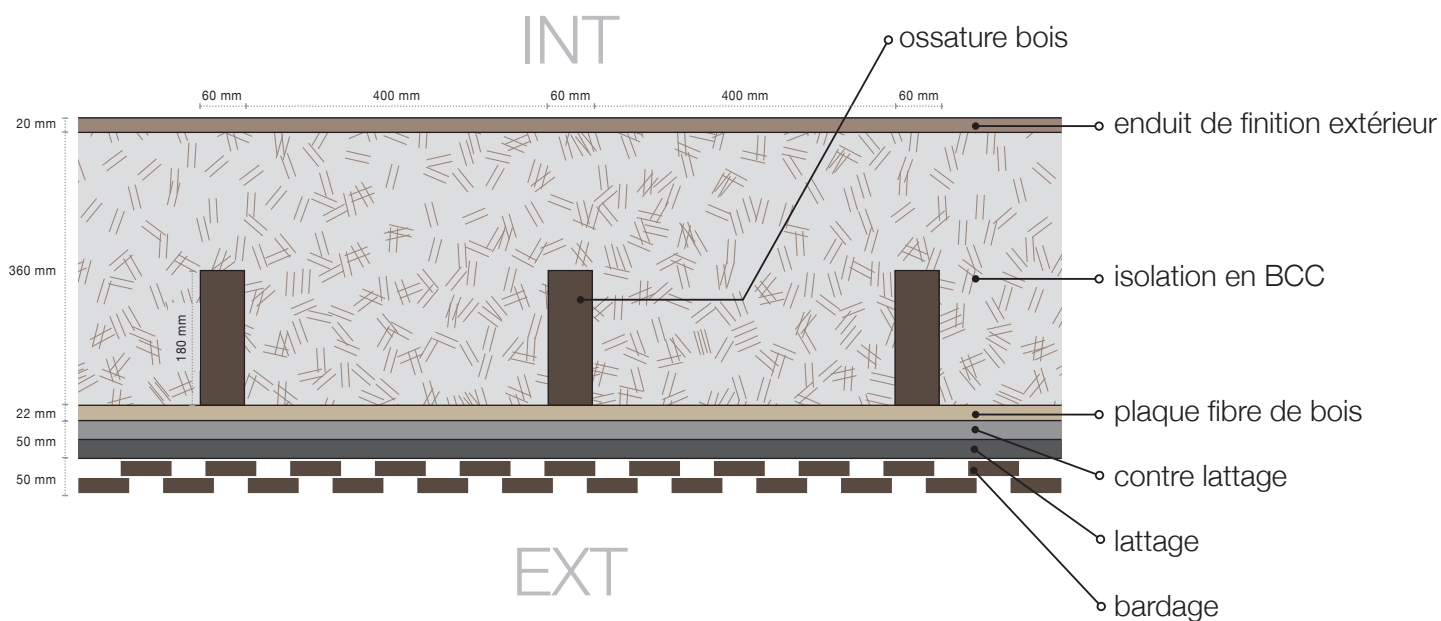 INT
ossature bois
60 mm 400 mm 60 mm 400 mm 60 mm
20 mm
enduit de finition extérieur
360 mm
isolation en BCC
180 mm
22 mm
plaque fibre de bois
50 mm
50 mm
contre lattage
lattage
EXT
bardage